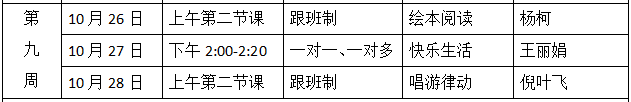 第九周
10月26日 上午第二节课 跟班制 绘本阅读 杨柯
10月27日 下午2:00-2:20 一对一、一对多 快乐生活 王丽娟
10月28日 上午第二节课 跟班制 唱游律动 倪叶飞